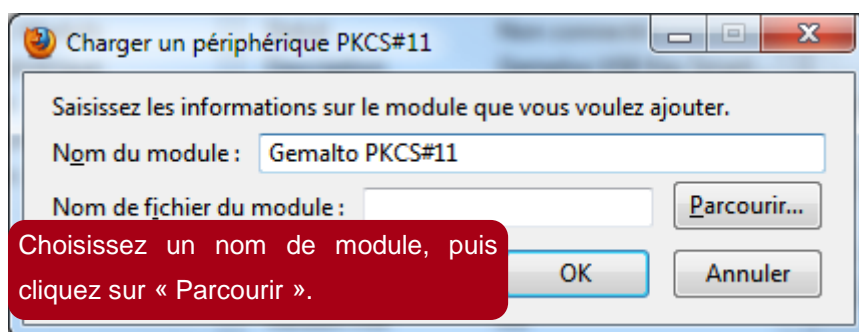 Charger un périphérique PKCS#11
Saisissez les informations sur le module que vous voulez ajouter.
Nom du module : Gemalto PKCS#11
Nom de fichier du module : Parcourir...
Choisissez un nom de module, puis
cliquez sur « Parcourir ».
OK Annuler